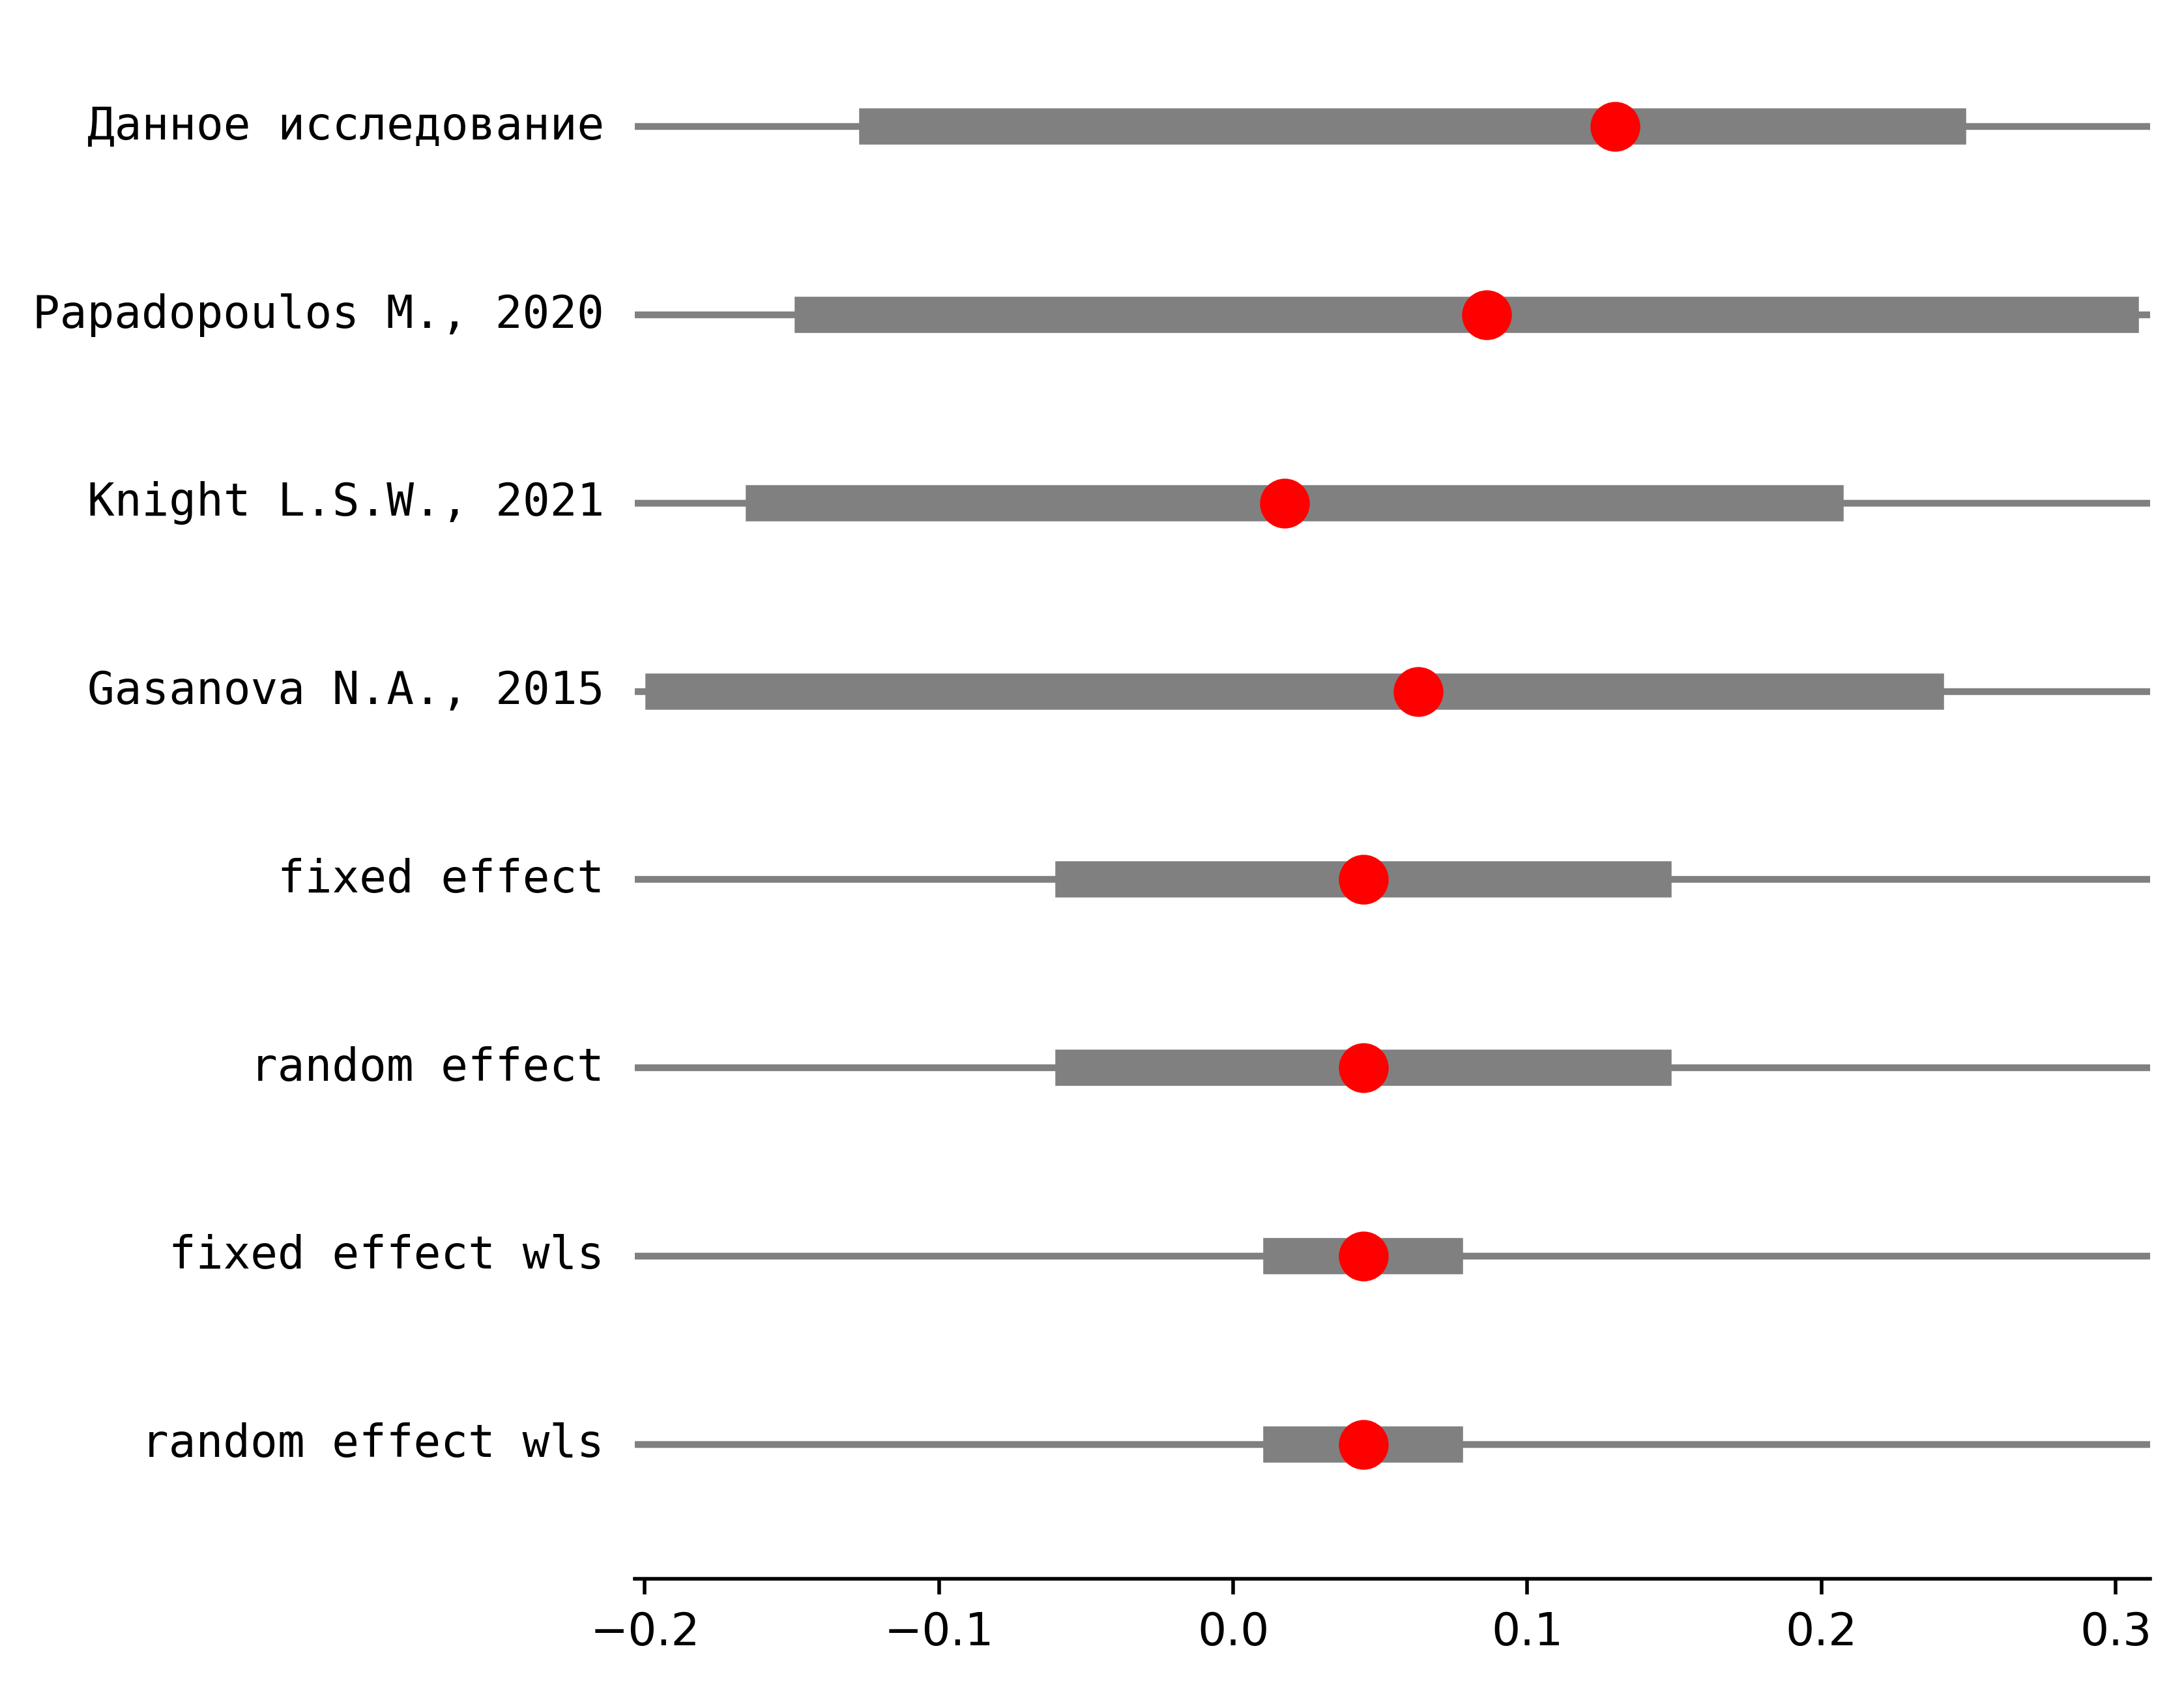 Данное исследование
Papadopoulos M., 2020
Knight L.S.W., 2021
Gasanova N.A., 2015
fixed effect
random effect
fixed effect wls
random effect wls
−0.2 −0.1 0.0 0.1 0.2 0.3